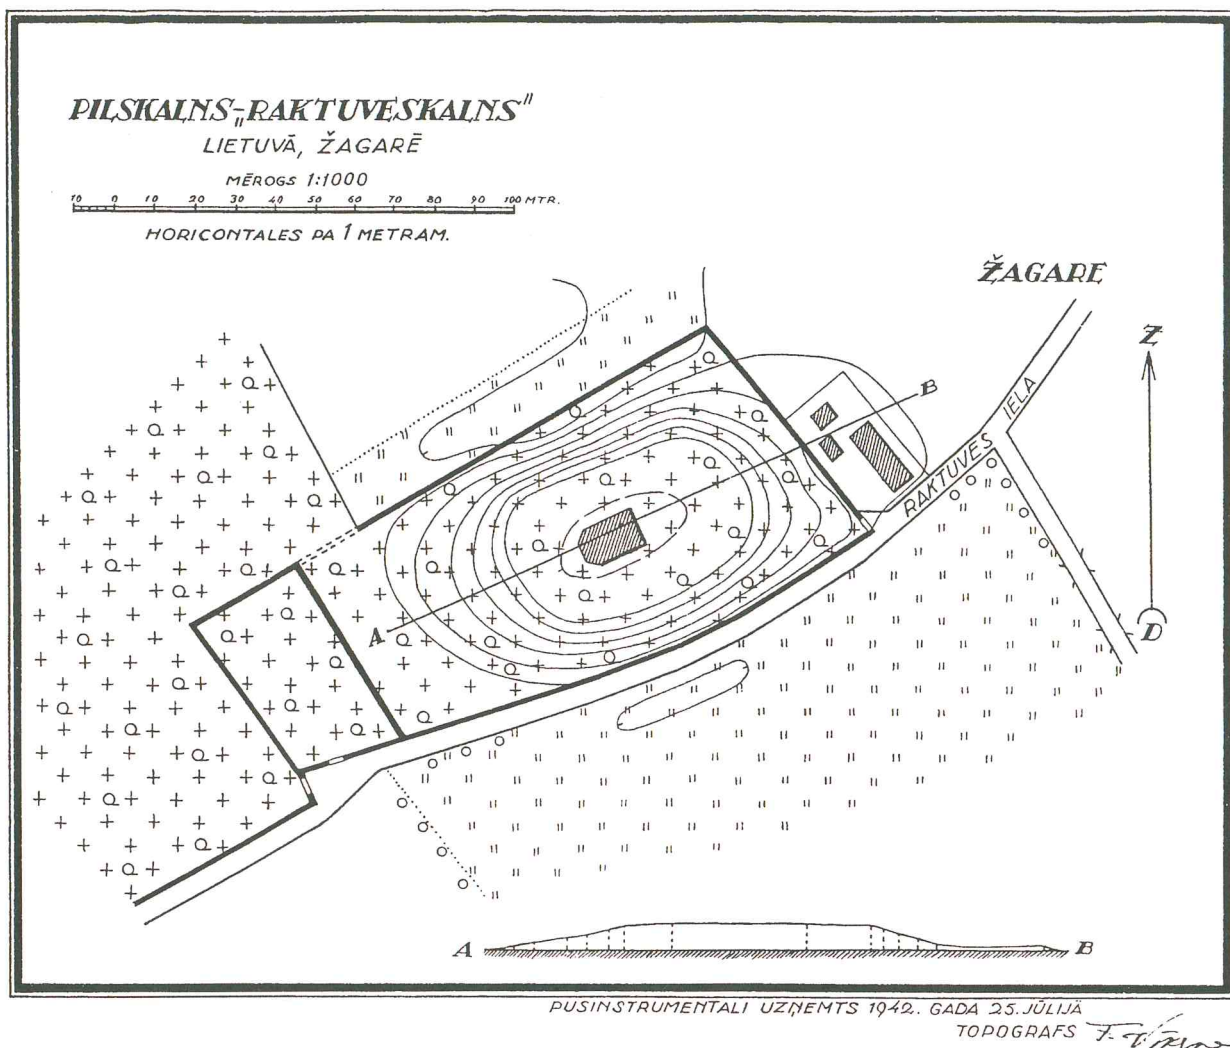 PILSKALNS-„RAKTUVESKALNS"
LIETUVĀ, ŽAGARĒ
MĒROGS 1:1000
10 0 10 20 30 40 50 60 70 80 90 100 MTR.
HORICONTALES PA 1 METRAM.
ŽAGARE
Z
B
RAKTUVES IELA
A
D
A B
PUSINSTRUMENTALI UZŅEMTS 1942. GADA 25. JŪLIJĀ
TOPOGRAFS